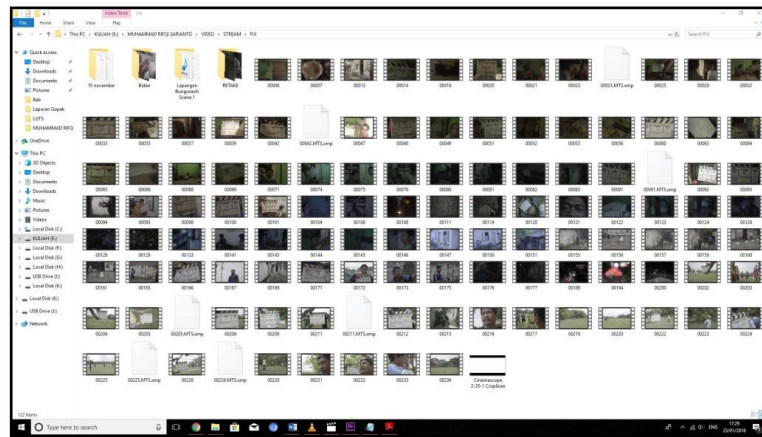 Video Tools
File Home Share View Play
This PC > KULIAH (E:) > MUHAMMAD RIFQI SARIANTO > VIDEO > STREAM > FIX
Search FIX
Quick access
Desktop
Downloads
Documents
Pictures
Bab
Laporan Gopek
LUTS
MUHAMMAD RIFQ
OneDrive
This PC
3D Objects
Desktop
Documents
Downloads
Music
Pictures
Videos
Local Disk (C:)
KULIAH (E:)
Local Disk (F:)
Local Disk (G:)
Local Disk (H:)
USB Drive (I:)
Local Disk (K:)
Local Disk (K:)
USB Drive (I:)
Network
10 november Bulan Lapangan Bungurasih Scene 1 RETAKE 00006 00007 00013 00014 00018 00020 00021 00023 00023.MTS.xmp 00025 00029 00032
00033 00035 00037 00039 00042 00042.MTS.xmp 00047 00048 00049 00051 00052 00053 00056 00060 00063 00064
00065 00066 00068 00069 00071 00074 00075 00076 00080 00081 00082 00083 00091 00091.MTS.xmp 00092 00093
00094 00095 00098 00100 00101 00104 00106 00108 00111 00114 00120 00121 00122 00123 00124 00126
00128 00129 00133 00141 00143 00144 00145 00146 00147 00150 00151 00155 00156 00157 00159 00160
00161 00165 00166 00167 00169 00171 00172 00173 00175 00176 00177 00189 00194 00200 00202 00203
00204 00205 00205.MTS.xmp 00206 00209 00211 00211.MTS.xmp 00212 00213 00216 00217 00219 00220 00222 00223 00224
00225 00225.MTS.xmp 00226 00226.MTS.xmp 00229 00231 00232 00233 00236 Cinemascope 2-35-1 Croplines
122 items
Type here to search
ENG
17:29
23/01/2018